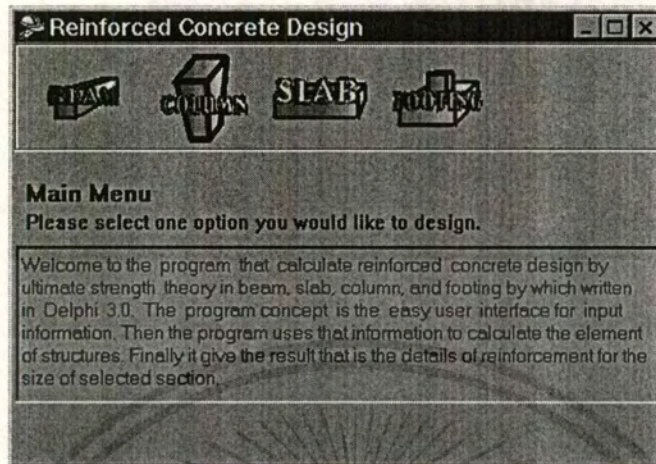 Reinforced Concrete Design
BEAM COLUMN SLAB FOOTING
Main Menu
Please select one option you would like to design.
Welcome to the program that calculate reinforced concrete design by
ultimate strength theory in beam, slab, column, and footing by which written
in Delphi 3.0. The program concept is the easy user interface for input
information. Then the program uses that information to calculate the element
of structures. Finally it give the result that is the details of reinforcement for the
size of selected section.